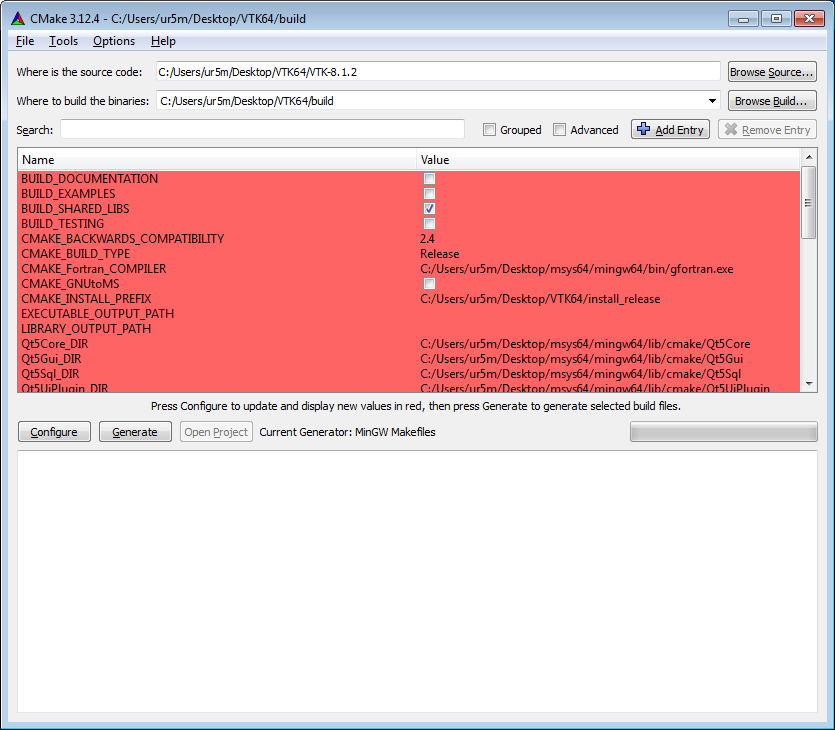 CMake 3.12.4 - C:/Users/ur5m/Desktop/VTK64/build
File Tools Options Help
Where is the source code: C:/Users/ur5m/Desktop/VTK64/VTK-8.1.2 Browse Source...
Where to build the binaries: C:/Users/ur5m/Desktop/VTK64/build Browse Build...
Search: Grouped Advanced Add Entry Remove Entry
Name Value
BUILD_DOCUMENTATION
BUILD_EXAMPLES
BUILD_SHARED_LIBS
BUILD_TESTING
CMAKE_BACKWARDS_COMPATIBILITY 2.4
CMAKE_BUILD_TYPE Release
CMAKE_Fortran_COMPILER C:/Users/ur5m/Desktop/msys64/mingw64/bin/gfortran.exe
CMAKE_GNUtoMS
CMAKE_INSTALL_PREFIX C:/Users/ur5m/Desktop/VTK64/install_release
EXECUTABLE_OUTPUT_PATH
LIBRARY_OUTPUT_PATH
Qt5Core_DIR C:/Users/ur5m/Desktop/msys64/mingw64/lib/cmake/Qt5Core
Qt5Gui_DIR C:/Users/ur5m/Desktop/msys64/mingw64/lib/cmake/Qt5Gui
Qt5Sql_DIR C:/Users/ur5m/Desktop/msys64/mingw64/lib/cmake/Qt5Sql
Qt5UiPlugin_DIR C:/Users/ur5m/Desktop/msys64/mingw64/lib/cmake/Qt5UiPlugin
Press Configure to update and display new values in red, then press Generate to generate selected build files.
Configure Generate Open Project Current Generator: MinGW Makefiles